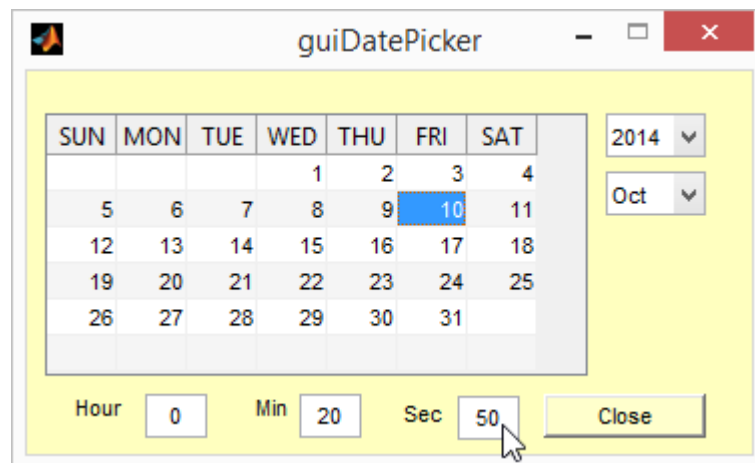 guiDatePicker
SUN MON TUE WED THU FRI SAT
1 2 3 4
5 6 7 8 9 10 11
12 13 14 15 16 17 18
19 20 21 22 23 24 25
26 27 28 29 30 31
2014
Oct
Hour 0 Min 20 Sec 50 Close